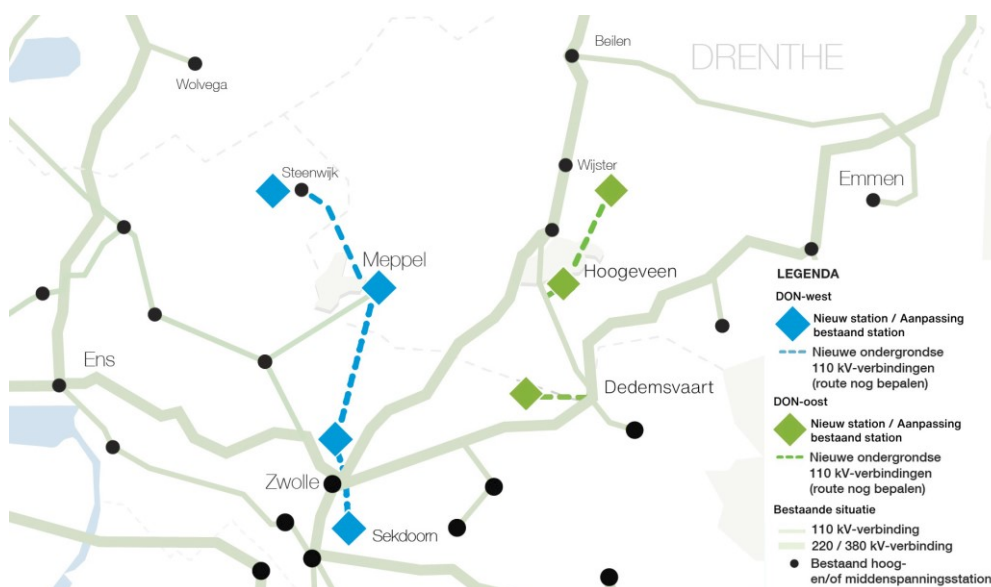 Beilen
DRENTHE
Wolvega
Wijster
Steenwijk
Emmen
Meppel
Hoogeveen
Ens
Dedemsvaart
Zwolle
Sekdoorn
LEGENDA
DON-west
Nieuw station / Aanpassing
bestaand station
Nieuwe ondergrondse
110 kV-verbindingen
(route nog bepalen)
DON-oost
Nieuw station / Aanpassing
bestaand station
Nieuwe ondergrondse
110 kV-verbindingen
(route nog bepalen)
Bestaande situatie
110 kV-verbinding
220 / 380 kV-verbinding
Bestaand hoog-
en/of middenspanningsstation